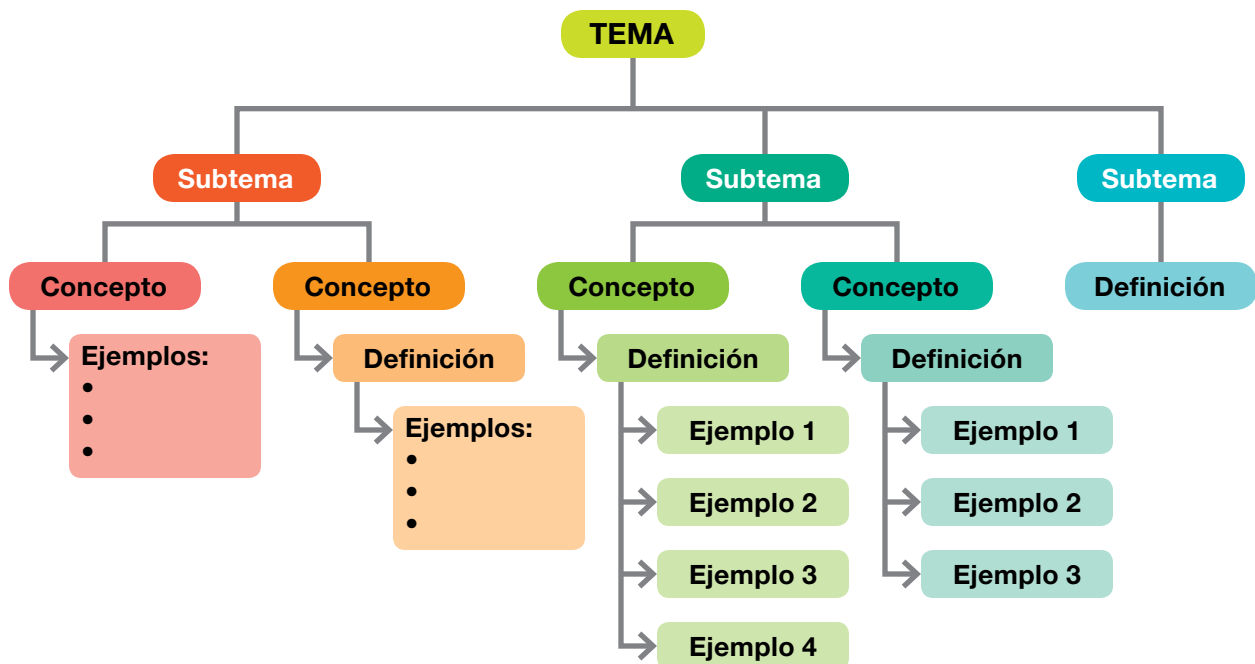 TEMA
Subtema
Subtema
Subtema
Concepto
Concepto
Concepto
Concepto
Definición
Ejemplos:
•
•
•
Definición
Definición
Definición
Ejemplos:
•
•
•
Ejemplo 1
Ejemplo 1
Ejemplo 2
Ejemplo 2
Ejemplo 3
Ejemplo 3
Ejemplo 4